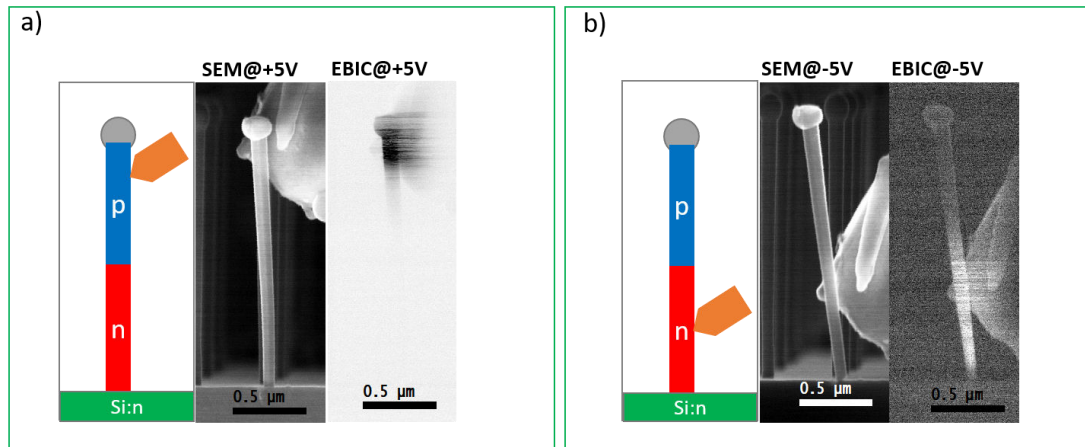 a)
SEM@+5V EBIC@+5V
p
n
Si:n
0.5 µm
0.5 µm
b)
SEM@-5V EBIC@-5V
p
n
Si:n
0.5 µm
0.5 µm